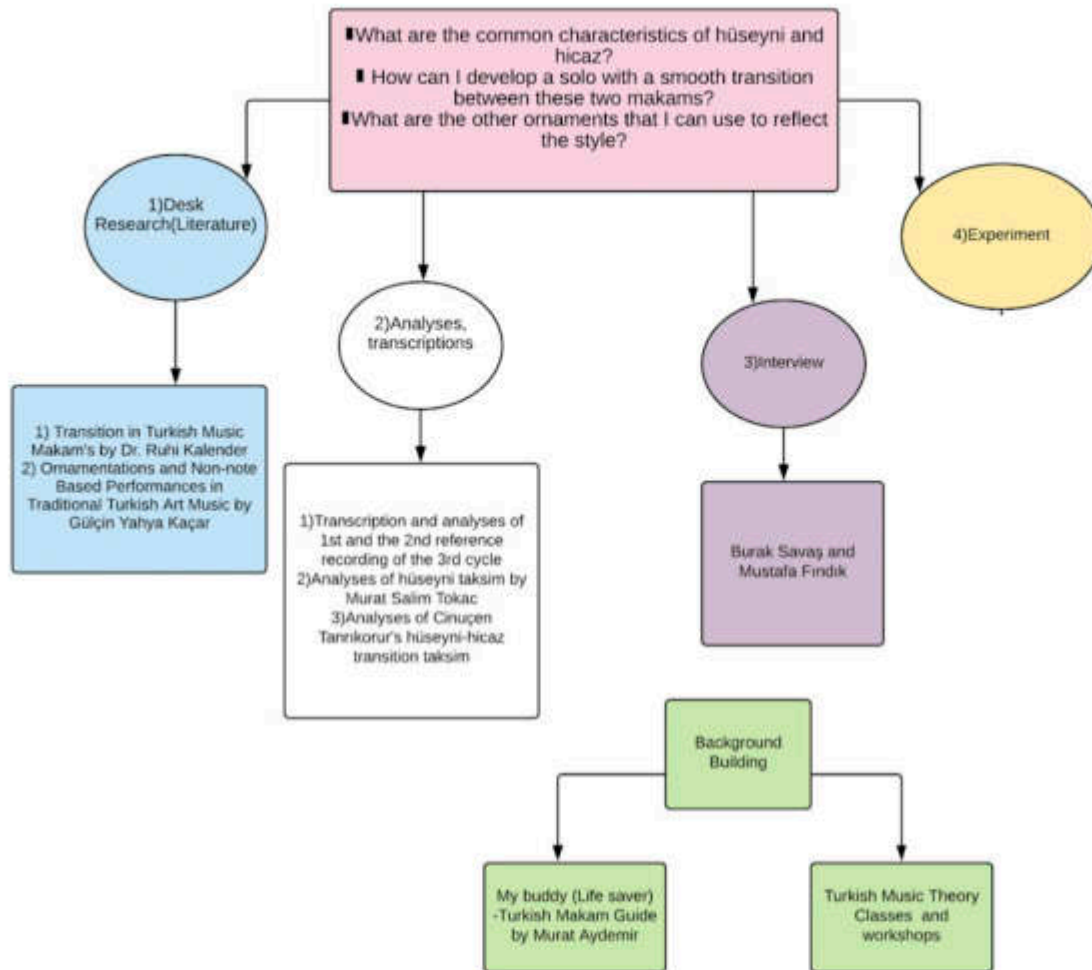 ▮What are the common characteristics of hüseyni and
hicaz?
▮ How can I develop a solo with a smooth transition
between these two makams?
▮What are the other ornaments that I can use to reflect
the style?
1)Desk
Research(Literature)
4)Experiment
2)Analyses,
transcriptions
3)Interview
1) Transition in Turkish Music
Makam's by Dr. Ruhi Kalender
2) Ornamentations and Non-note
Based Performances in
Traditional Turkish Art Music by
Gülçin Yahya Kaçar
1)Transcription and analyses of
1st and the 2nd reference
recording of the 3rd cycle
2)Analyses of hüseyni taksim by
Murat Salim Tokac
3)Analyses of Cinuçen
Tanrıkorur's hüseyni-hicaz
transition taksim
Burak Savaş and
Mustafa Fındık
Background
Building
My buddy (Life saver)
-Turkish Makam Guide
by Murat Aydemir
Turkish Music Theory
Classes and
workshops